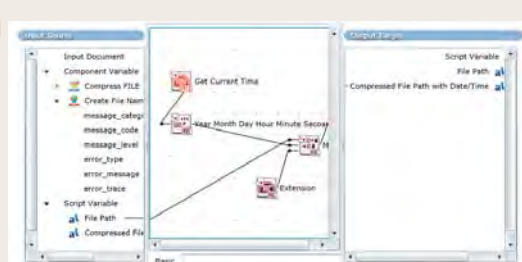 Input Source
Input Document
Component Variable
Compress FILE
Create File Nam
message_categ
message_code
message_level
error_type
error_message
error_trace
Script Variable
File Path
Compressed File
Get Current Time
Year Month Day Hour Minute Secon
M
Extension
Basic
Output Target
Script Variable
File Path
Compressed File Path with Date/Time